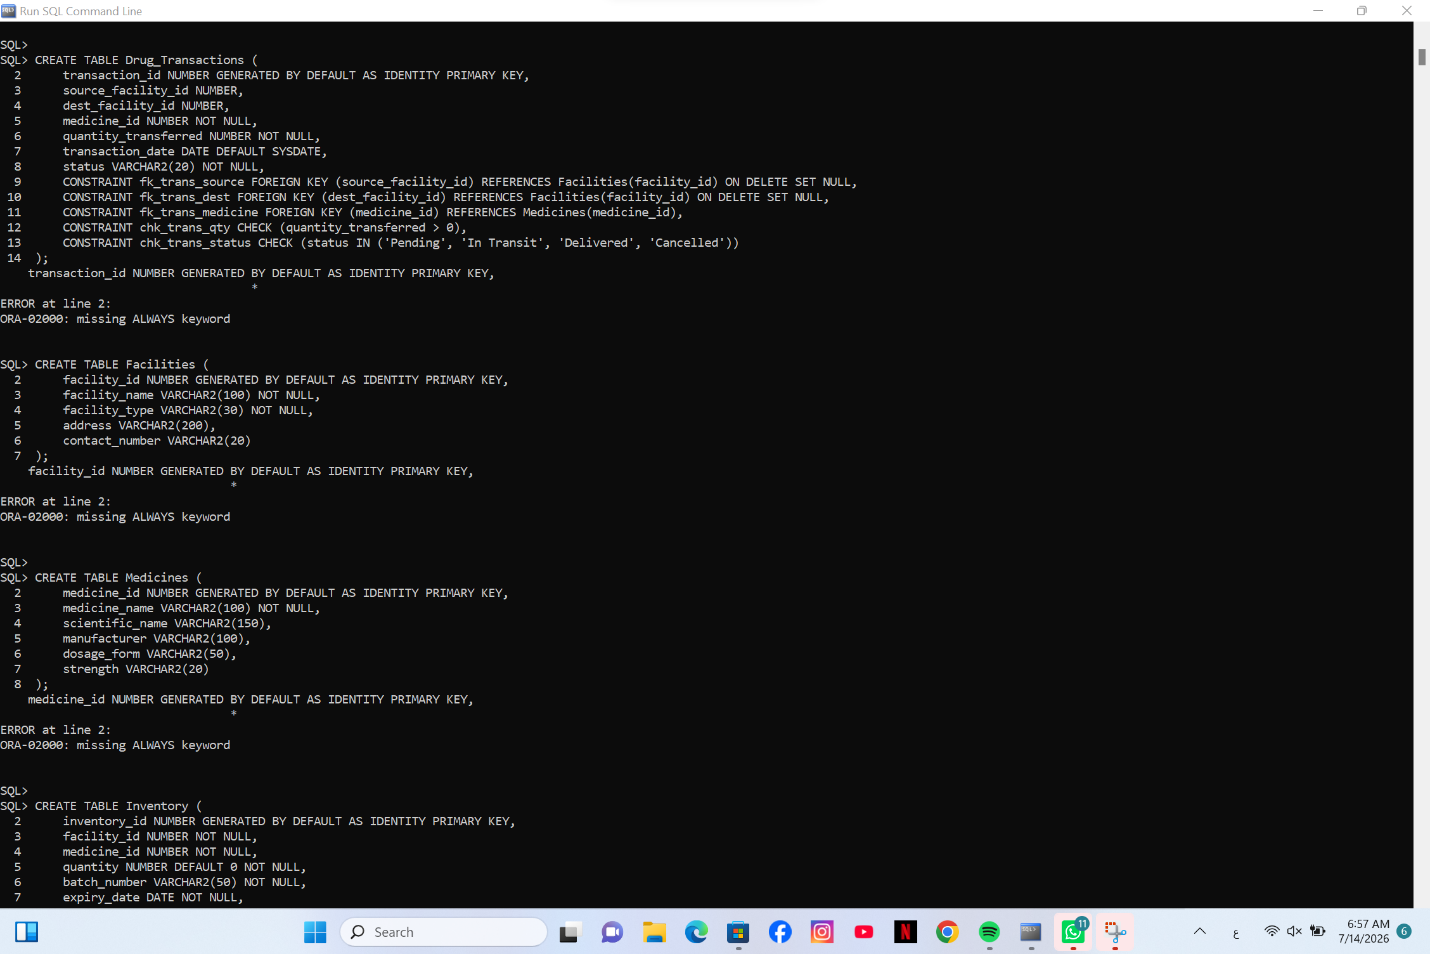 Run SQL Command Line
SQL>
SQL> CREATE TABLE Drug_Transactions (
2 transaction_id NUMBER GENERATED BY DEFAULT AS IDENTITY PRIMARY KEY,
3 source_facility_id NUMBER,
4 dest_facility_id NUMBER,
5 medicine_id NUMBER NOT NULL,
6 quantity_transferred NUMBER NOT NULL,
7 transaction_date DATE DEFAULT SYSDATE,
8 status VARCHAR2(20) NOT NULL,
9 CONSTRAINT fk_trans_source FOREIGN KEY (source_facility_id) REFERENCES Facilities(facility_id) ON DELETE SET NULL,
10 CONSTRAINT fk_trans_dest FOREIGN KEY (dest_facility_id) REFERENCES Facilities(facility_id) ON DELETE SET NULL,
11 CONSTRAINT fk_trans_medicine FOREIGN KEY (medicine_id) REFERENCES Medicines(medicine_id),
12 CONSTRAINT chk_trans_qty CHECK (quantity_transferred > 0),
13 CONSTRAINT chk_trans_status CHECK (status IN ('Pending', 'In Transit', 'Delivered', 'Cancelled'))
14 );
transaction_id NUMBER GENERATED BY DEFAULT AS IDENTITY PRIMARY KEY,
*
ERROR at line 2:
ORA-02000: missing ALWAYS keyword
SQL> CREATE TABLE Facilities (
2 facility_id NUMBER GENERATED BY DEFAULT AS IDENTITY PRIMARY KEY,
3 facility_name VARCHAR2(100) NOT NULL,
4 facility_type VARCHAR2(30) NOT NULL,
5 address VARCHAR2(200),
6 contact_number VARCHAR2(20)
7 );
facility_id NUMBER GENERATED BY DEFAULT AS IDENTITY PRIMARY KEY,
*
ERROR at line 2:
ORA-02000: missing ALWAYS keyword
SQL>
SQL> CREATE TABLE Medicines (
2 medicine_id NUMBER GENERATED BY DEFAULT AS IDENTITY PRIMARY KEY,
3 medicine_name VARCHAR2(100) NOT NULL,
4 scientific_name VARCHAR2(150),
5 manufacturer VARCHAR2(100),
6 dosage_form VARCHAR2(50),
7 strength VARCHAR2(20)
8 );
medicine_id NUMBER GENERATED BY DEFAULT AS IDENTITY PRIMARY KEY,
*
ERROR at line 2:
ORA-02000: missing ALWAYS keyword
SQL>
SQL> CREATE TABLE Inventory (
2 inventory_id NUMBER GENERATED BY DEFAULT AS IDENTITY PRIMARY KEY,
3 facility_id NUMBER NOT NULL,
4 medicine_id NUMBER NOT NULL,
5 quantity NUMBER DEFAULT 0 NOT NULL,
6 batch_number VARCHAR2(50) NOT NULL,
7 expiry_date DATE NOT NULL,
Search
11
ع
6:57 AM
7/14/2026
6